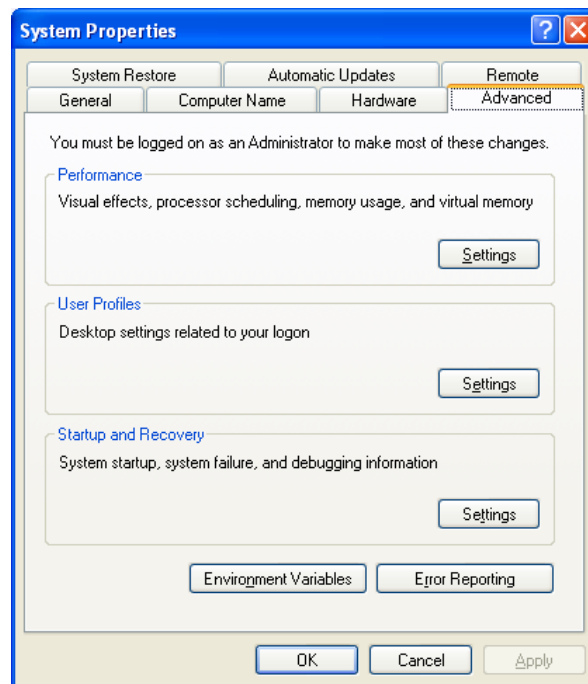 System Properties
System Restore Automatic Updates Remote
General Computer Name Hardware Advanced
You must be logged on as an Administrator to make most of these changes.
Performance
Visual effects, processor scheduling, memory usage, and virtual memory
Settings
User Profiles
Desktop settings related to your logon
Settings
Startup and Recovery
System startup, system failure, and debugging information
Settings
Environment Variables Error Reporting
OK Cancel Apply